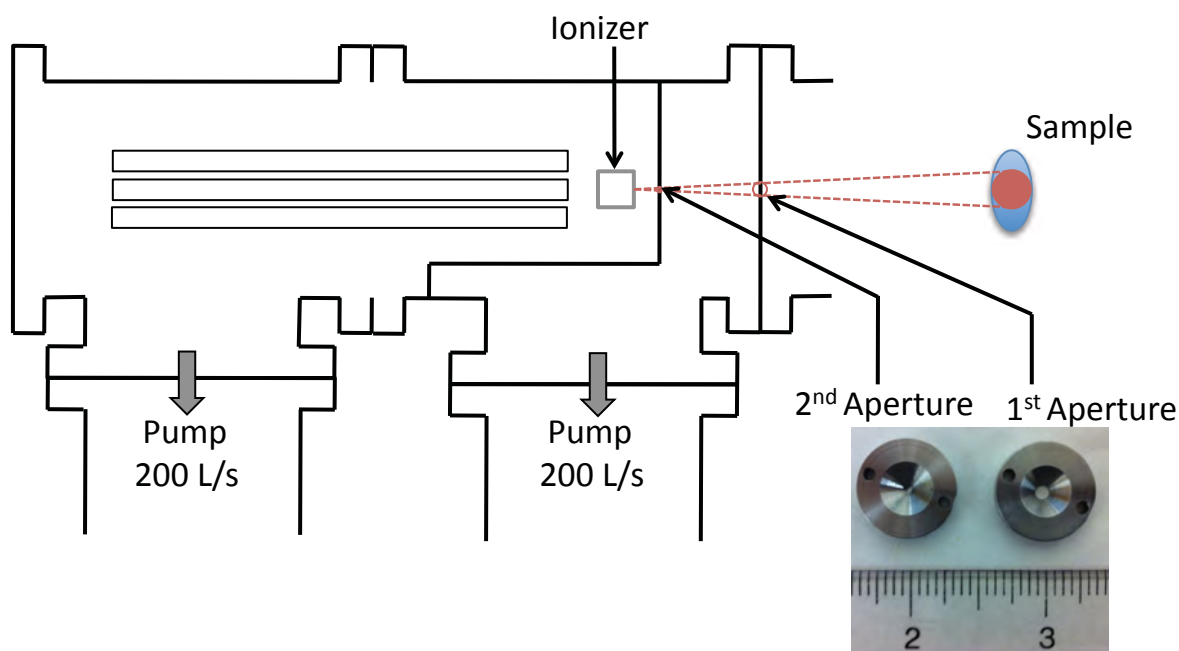 Ionizer
Sample
2nd Aperture
1st Aperture
Pump
200 L/s
Pump
200 L/s
2
3